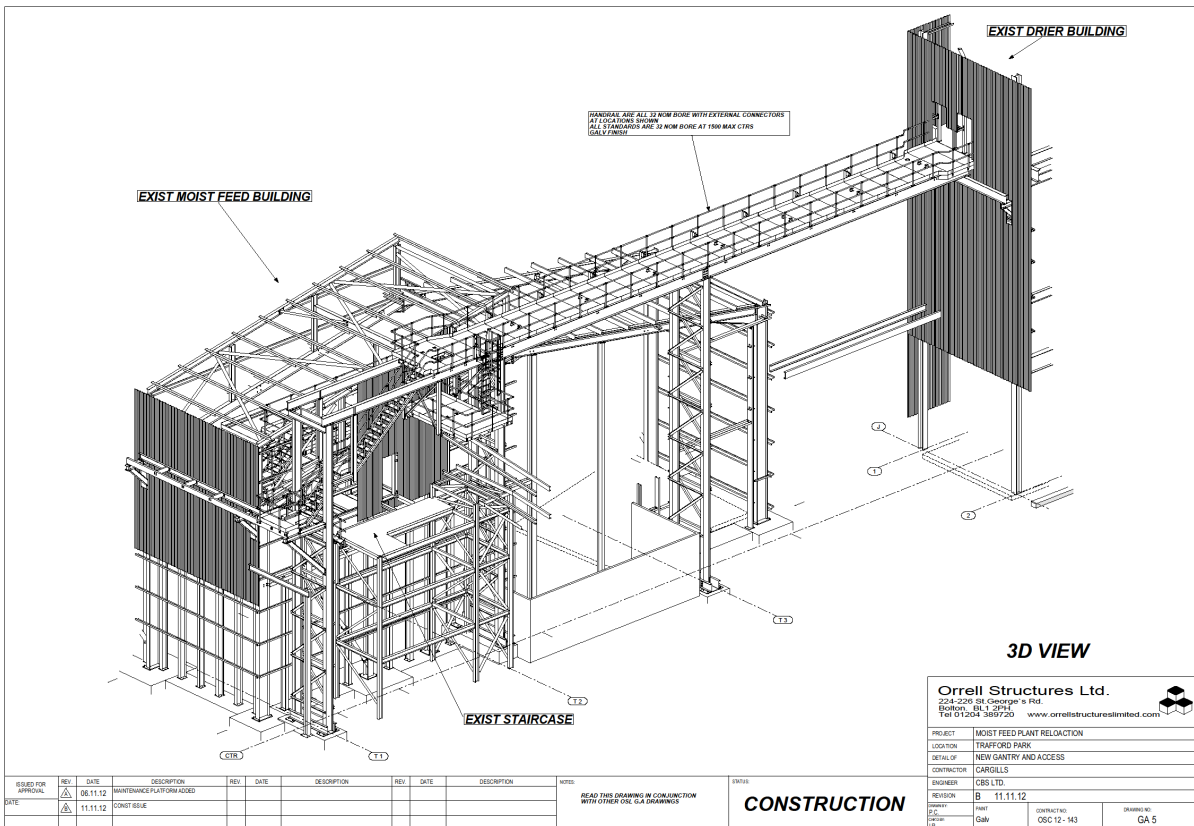 EXIST DRIER BUILDING
HANDRAIL ARE ALL 32 NOM BORE WITH EXTERNAL CONNECTORS
AT LOCATIONS SHOWN
ALL STANDARDS ARE 32 NOM BORE AT 1500 MAX CTRS
GALV FINISH
EXIST MOIST FEED BUILDING
J
1
2
T 3
T 2
EXIST STAIRCASE
CTR
T 1
3D VIEW
Orrell Structures Ltd.
224-226 St.George's Rd.
Bolton. BL1 2PH.
Tel 01204 389720 www.orrellstructureslimited.com
PROJECT MOIST FEED PLANT RELOACTION
LOCATION TRAFFORD PARK
DETAIL OF NEW GANTRY AND ACCESS
CONTRACTOR CARGILLS
ENGINEER CBS LTD.
REVISION B 11.11.12
DRAWN BY. P.C. PAINT Galv CONTRACT NO. OSC 12 - 143 DRAWING NO. GA 5
ISSUED FOR APPROVAL
DATE:
REV. DATE DESCRIPTION REV. DATE DESCRIPTION REV. DATE DESCRIPTION
A 06.11.12 MAINTENANCE PLATFORM ADDED
B 11.11.12 CONST ISSUE
NOTES:
READ THIS DRAWING IN CONJUNCTION
WITH OTHER OSL G.A DRAWINGS
STATUS:
CONSTRUCTION